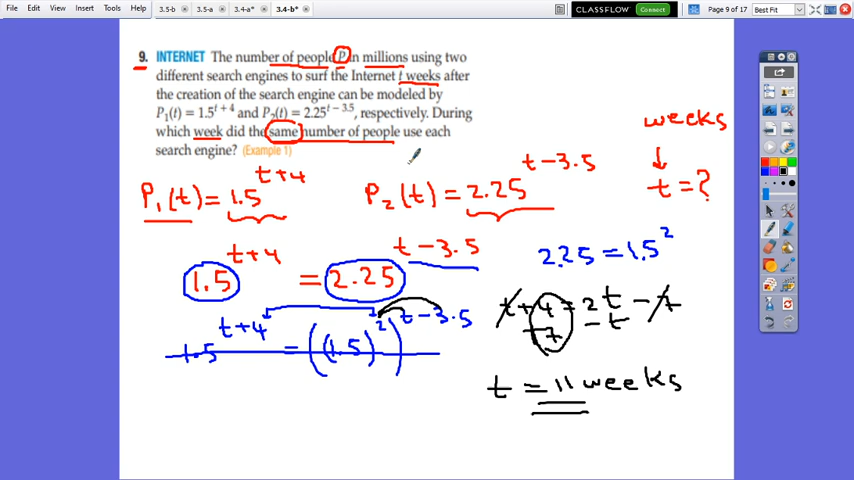 File Edit View Insert Tools Help
3.5-b 3.5-a 3.4-a* 3.4-b*
CLASSFLOW Connect
Page 9 of 17 Best Fit
9. INTERNET The number of people P in millions using two
different search engines to surf the Internet t weeks after
the creation of the search engine can be modeled by
P₁(t) = 1.5^{t + 4} and P₂(t) = 2.25^{t − 3.5}, respectively. During
which week did the same number of people use each
search engine? (Example 1)
weeks
t = ?
P₁(t) = 1.5^{t+4} P₂(t) = 2.25^{t−3.5}
2.25 = 1.5²
1.5^{t+4} = 2.25^{t−3.5}
t + 4 = 2t − 7
−7 − t
1.5^{t+4} = ((1.5)²)^{t−3.5}
t = 11 weeks